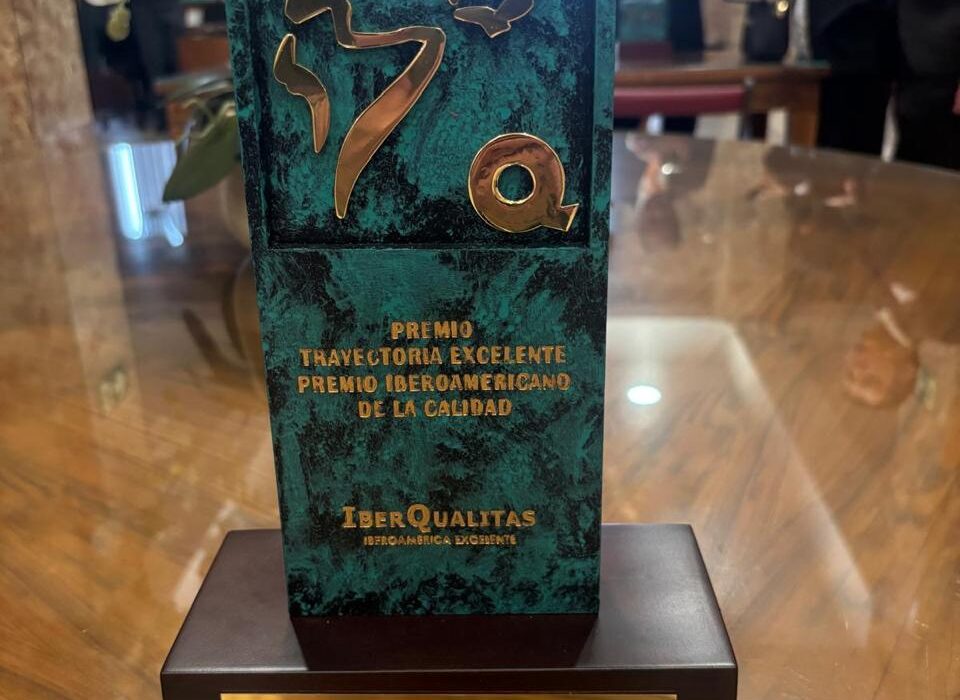 Q
PREMIO
TRAYECTORIA EXCELENTE
PREMIO IBEROAMERICANO
DE LA CALIDAD
IBERQUALITAS
IBEROAMÉRICA EXCELENTE